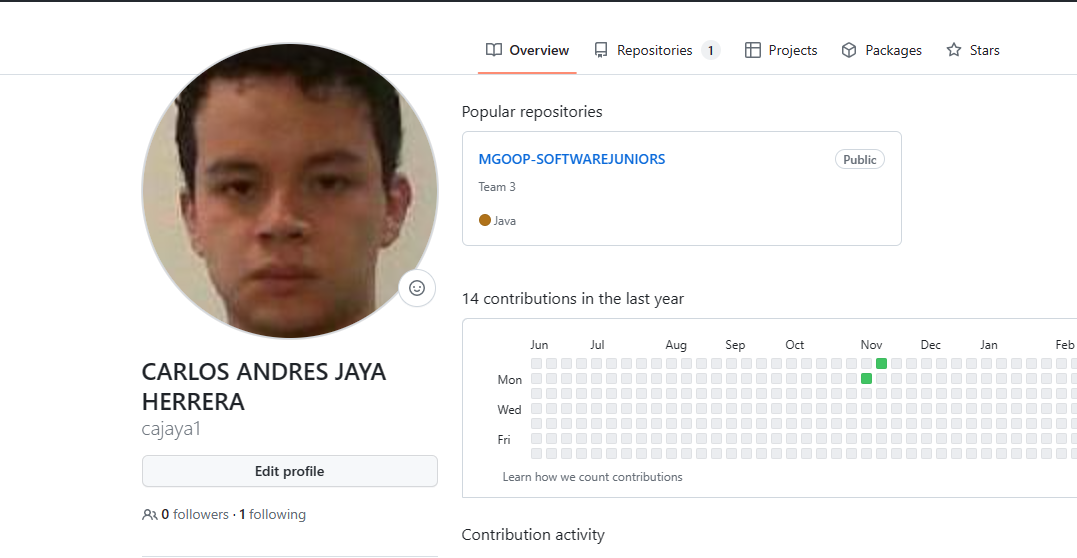 Overview
Repositories 1
Projects
Packages
Stars
Popular repositories
MGOOP-SOFTWAREJUNIORS
Public
Team 3
Java
14 contributions in the last year
Jun Jul Aug Sep Oct Nov Dec Jan Feb
Mon
Wed
Fri
Learn how we count contributions
Contribution activity
CARLOS ANDRES JAYA
HERRERA
cajaya1
Edit profile
0 followers · 1 following